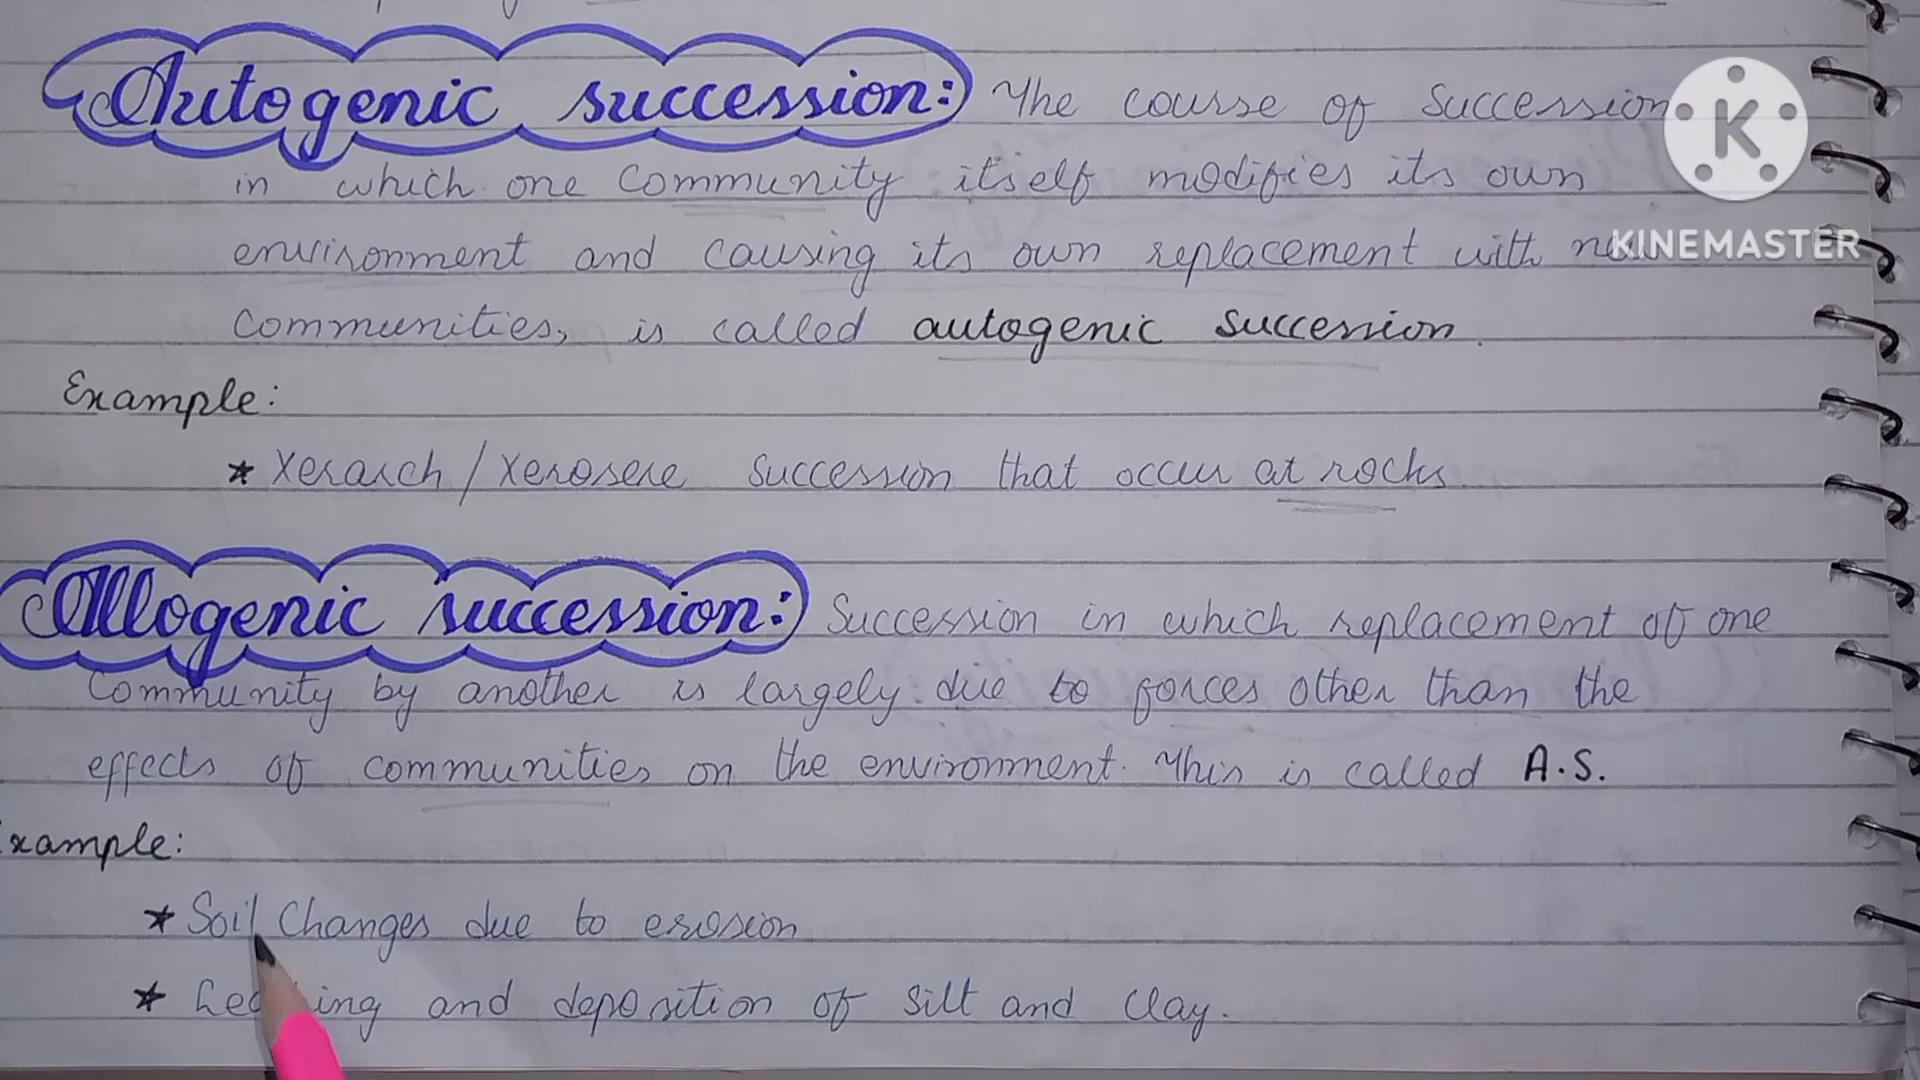 Autogenic succession: The course of Succession
in which one community itself modifies its own
environment and causing its own replacement with
communities, is called autogenic succession.
Example:
* Xerarch / Xerosere succession that occur at rocks
Allogenic succession: Succession in which replacement of one
Community by another is largely due to forces other than the
effects of communities on the environment. This is called A.S.
Example:
* Soil Changes due to erosion
* and deposition of silt and clay.
K
KINEMASTER